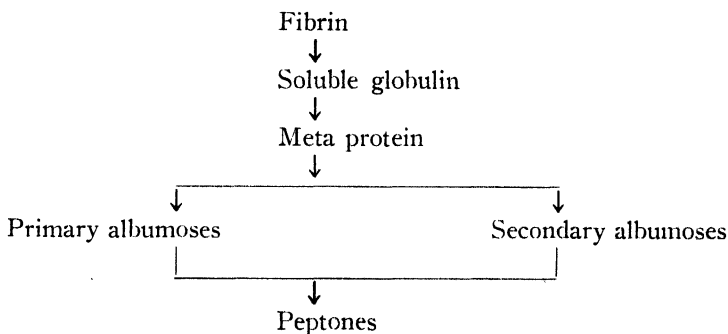 Fibrin
Soluble globulin
Meta protein
Primary albumoses Secondary albumoses
Peptones